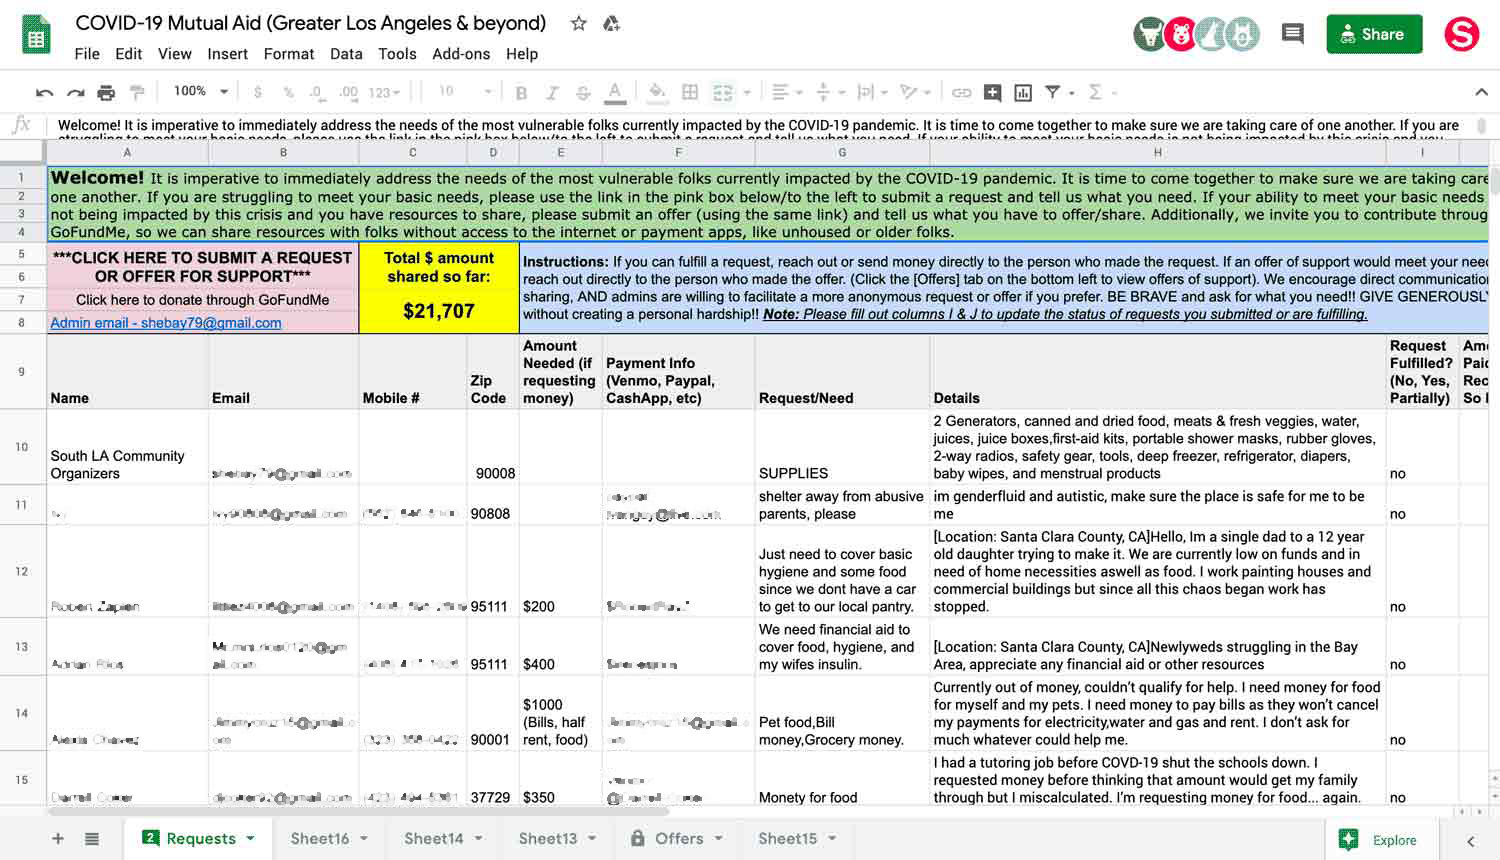 COVID-19 Mutual Aid (Greater Los Angeles & beyond)
File Edit View Insert Format Data Tools Add-ons Help
Share
S
100% $ % .0 .00 123 10 B I S A
fx Welcome! It is imperative to immediately address the needs of the most vulnerable folks currently impacted by the COVID-19 pandemic. It is time to come together to make sure we are taking care of one another. If you are
A B C D E F G H I
1 Welcome! It is imperative to immediately address the needs of the most vulnerable folks currently impacted by the COVID-19 pandemic. It is time to come together to make sure we are taking care
2 one another. If you are struggling to meet your basic needs, please use the link in the pink box below/to the left to submit a request and tell us what you need. If your ability to meet your basic needs
3 not being impacted by this crisis and you have resources to share, please submit an offer (using the same link) and tell us what you have to offer/share. Additionally, we invite you to contribute throug
4 GoFundMe, so we can share resources with folks without access to the internet or payment apps, like unhoused or older folks.
5
6
7
8
***CLICK HERE TO SUBMIT A REQUEST
OR OFFER FOR SUPPORT***
Click here to donate through GoFundMe
Admin email - shebay79@gmail.com
Total $ amount
shared so far:
$21,707
Instructions: If you can fulfill a request, reach out or send money directly to the person who made the request. If an offer of support would meet your need
reach out directly to the person who made the offer. (Click the [Offers] tab on the bottom left to view offers of support). We encourage direct communication
sharing, AND admins are willing to facilitate a more anonymous request or offer if you prefer. BE BRAVE and ask for what you need!! GIVE GENEROUSLY
without creating a personal hardship!! Note: Please fill out columns I & J to update the status of requests you submitted or are fulfilling.
9
Name
Email
Mobile #
Zip
Code
Amount
Needed (if
requesting
money)
Payment Info
(Venmo, Paypal,
CashApp, etc)
Request/Need
Details
Request
Fulfilled?
(No, Yes,
Partially)
So
10
South LA Community
Organizers
90008
SUPPLIES
2 Generators, canned and dried food, meats & fresh veggies, water,
juices, juice boxes,first-aid kits, portable shower masks, rubber gloves,
2-way radios, safety gear, tools, deep freezer, refrigerator, diapers,
baby wipes, and menstrual products
no
11
90808
shelter away from abusive
parents, please
im genderfluid and autistic, make sure the place is safe for me to be
me
no
12
95111
$200
Just need to cover basic
hygiene and some food
since we dont have a car
to get to our local pantry.
[Location: Santa Clara County, CA]Hello, Im a single dad to a 12 year
old daughter trying to make it. We are currently low on funds and in
need of home necessities aswell as food. I work painting houses and
commercial buildings but since all this chaos began work has
stopped.
no
13
95111
$400
We need financial aid to
cover food, hygiene, and
my wifes insulin.
[Location: Santa Clara County, CA]Newlyweds struggling in the Bay
Area, appreciate any financial aid or other resources
no
14
90001
$1000
(Bills, half
rent, food)
Pet food,Bill
money,Grocery money.
Currently out of money, couldn't qualify for help. I need money for food
for myself and my pets. I need money to pay bills as they won't cancel
my payments for electricity,water and gas and rent. I don't ask for
much whatever could help me.
no
15
37729
$350
Monety for food
I had a tutoring job before COVD-19 shut the schools down. I
requested money before thinking that amount would get my family
through but I miscalculated. I'm requesting money for food... again.
no
2 Requests Sheet16 Sheet14 Sheet13 Offers Sheet15 Explore